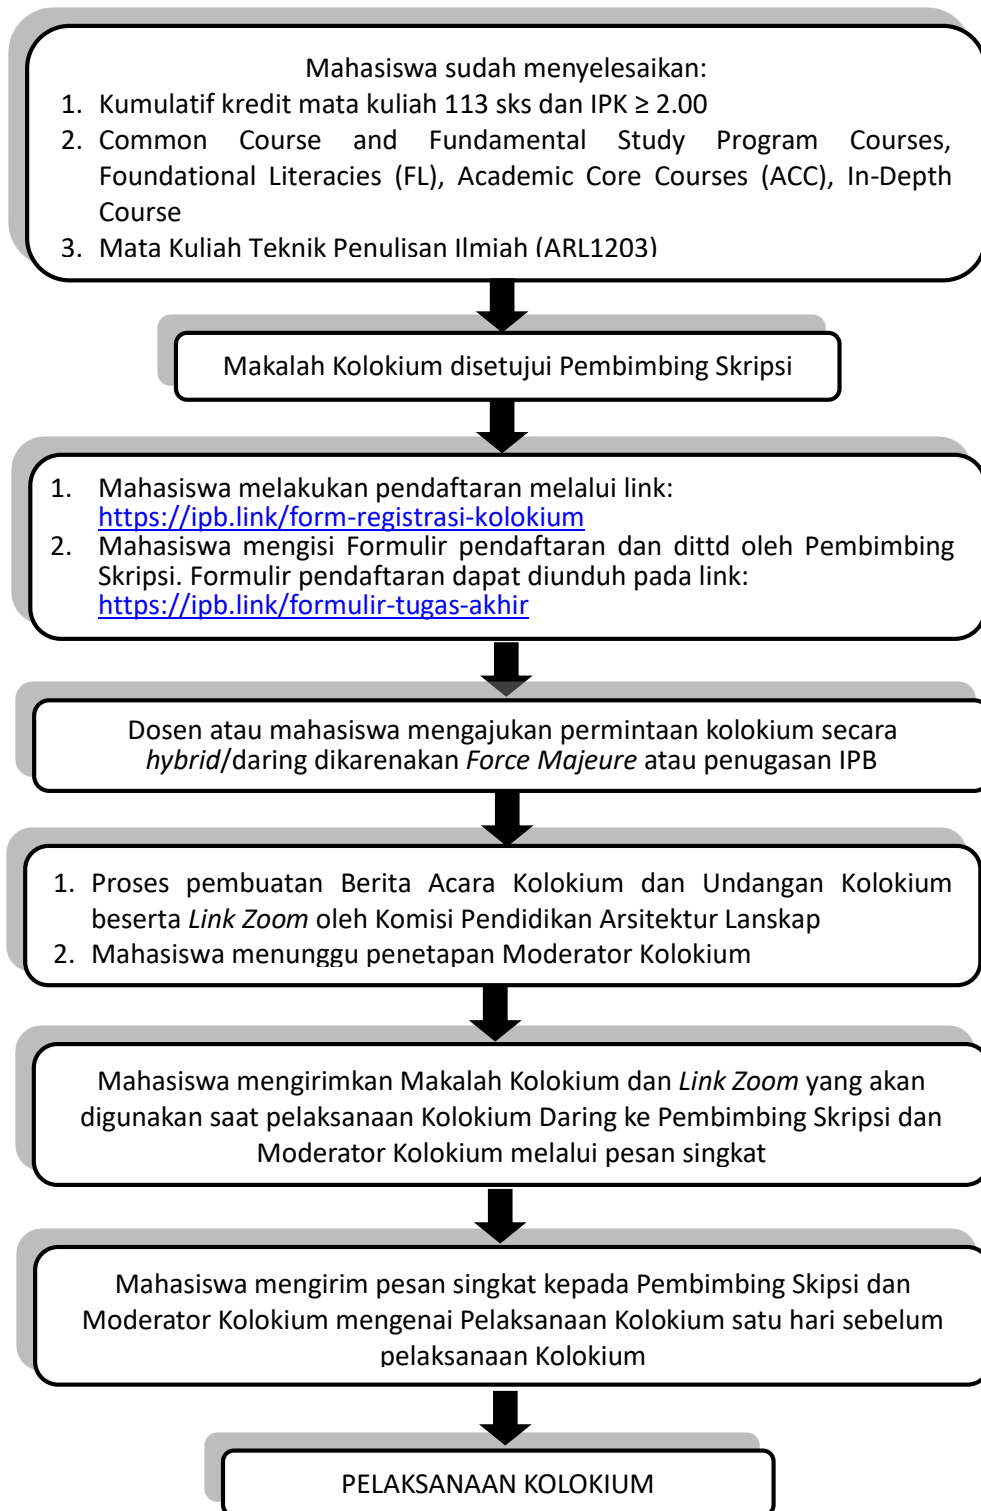 Mahasiswa sudah menyelesaikan:
1. Kumulatif kredit mata kuliah 113 sks dan IPK ≥ 2.00
2. Common Course and Fundamental Study Program Courses,
Foundational Literacies (FL), Academic Core Courses (ACC), In-Depth
Course
3. Mata Kuliah Teknik Penulisan Ilmiah (ARL1203)
Makalah Kolokium disetujui Pembimbing Skripsi
1. Mahasiswa melakukan pendaftaran melalui link:
https://ipb.link/form-registrasi-kolokium
2. Mahasiswa mengisi Formulir pendaftaran dan dittd oleh Pembimbing
Skripsi. Formulir pendaftaran dapat diunduh pada link:
https://ipb.link/formulir-tugas-akhir
Dosen atau mahasiswa mengajukan permintaan kolokium secara
hybrid/daring dikarenakan Force Majeure atau penugasan IPB
1. Proses pembuatan Berita Acara Kolokium dan Undangan Kolokium
beserta Link Zoom oleh Komisi Pendidikan Arsitektur Lanskap
2. Mahasiswa menunggu penetapan Moderator Kolokium
Mahasiswa mengirimkan Makalah Kolokium dan Link Zoom yang akan
digunakan saat pelaksanaan Kolokium Daring ke Pembimbing Skripsi dan
Moderator Kolokium melalui pesan singkat
Mahasiswa mengirim pesan singkat kepada Pembimbing Skipsi dan
Moderator Kolokium mengenai Pelaksanaan Kolokium satu hari sebelum
pelaksanaan Kolokium
PELAKSANAAN KOLOKIUM